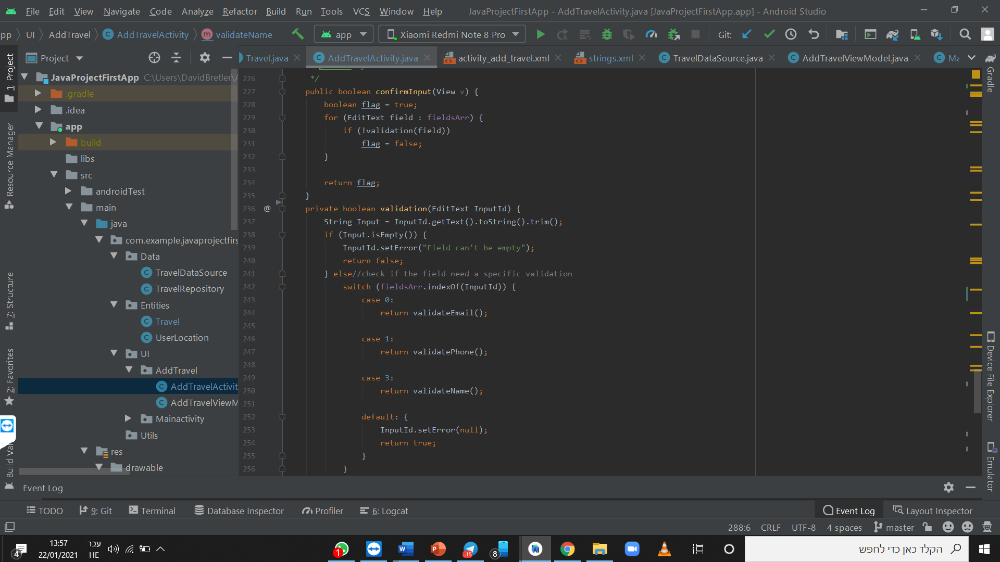 File Edit View Navigate Code Analyze Refactor Build Run Tools VCS Window Help JavaProjectFirstApp - AddTravelActivity.java [JavaProjectFirstApp.app] - Android Studio
pp UI AddTravel AddTravelActivity validateName app Xiaomi Redmi Note 8 Pro Git:
Project Travel.java AddTravelActivity.java activity_add_travel.xml strings.xml TravelDataSource.java AddTravelViewModel.java Ma
1: Project
Resource Manager
7: Structure
2: Favorites
Build Var
JavaProjectFirstApp C:\Users\DavidBretler\A
.gradle
.idea
app
build
libs
src
androidTest
main
java
com.example.javaprojectfirs
Data
TravelDataSource
TravelRepository
Entities
Travel
UserLocation
UI
AddTravel
AddTravelActivit
AddTravelViewM
Mainactivity
Utils
res
drawable
226 */
227 public boolean confirmInput(View v) {
228 boolean flag = true;
229 for (EditText field : fieldsArr) {
230 if (!validation(field))
231 flag = false;
232 }
233
234 return flag;
235 }
236 @ private boolean validation(EditText InputId) {
237 String Input = InputId.getText().toString().trim();
238 if (Input.isEmpty()) {
239 InputId.setError("Field can't be empty");
240 return false;
241 } else//check if the field need a specific validation
242 switch (fieldsArr.indexOf(InputId)) {
243 case 0:
244 return validateEmail();
245
246 case 1:
247 return validatePhone();
248
249 case 3:
250 return validateName();
251
252 default: {
253 InputId.setError(null);
254 return true;
255 }
256 }
Gradle
Device File Explorer
Emulator
Event Log
TODO 9: Git Terminal Database Inspector Profiler 6: Logcat Event Log Layout Inspector
288:6 CRLF UTF-8 4 spaces master
4 13:57 עבר
22/01/2021 HE
1 W P ..15 8
הקלד כאן כדי לחפש